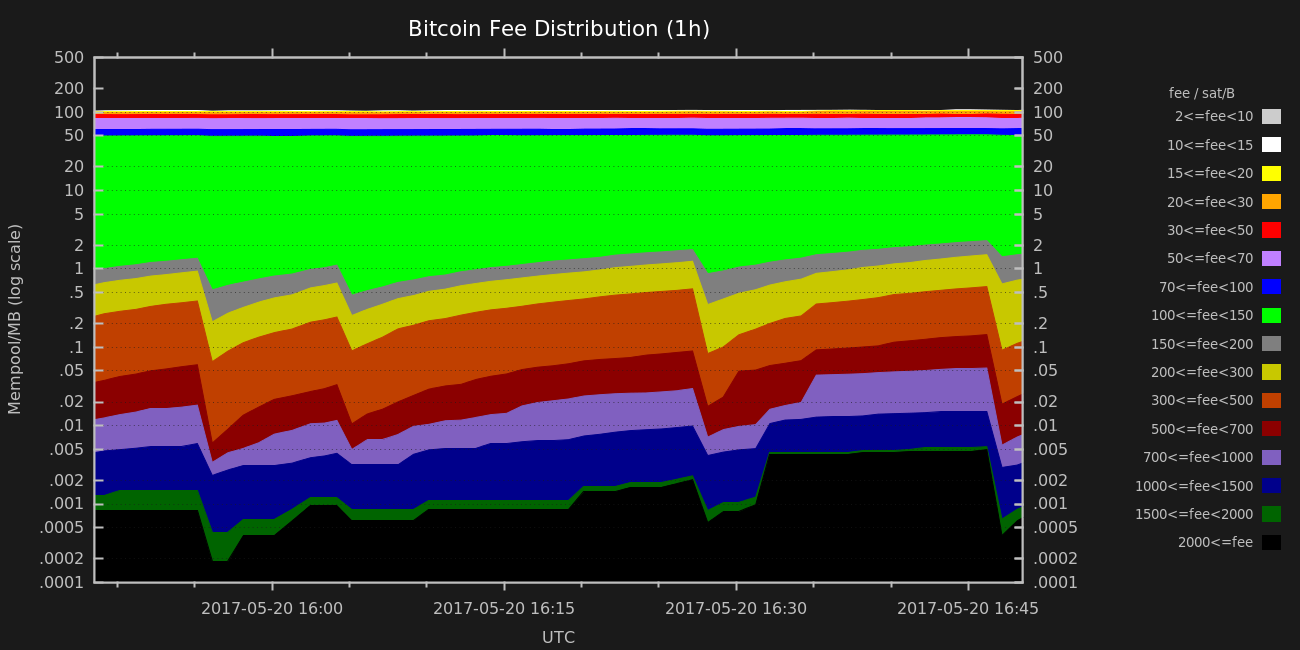 Bitcoin Fee Distribution (1h)
Mempool/MB (log scale)
500
200
100
50
20
10
5
2
1
.5
.2
.1
.05
.02
.01
.005
.002
.001
.0005
.0002
.0001
500
200
100
50
20
10
5
2
1
.5
.2
.1
.05
.02
.01
.005
.002
.001
.0005
.0002
.0001
2017-05-20 16:00
2017-05-20 16:15
2017-05-20 16:30
2017-05-20 16:45
UTC
fee / sat/B
2<=fee<10
10<=fee<15
15<=fee<20
20<=fee<30
30<=fee<50
50<=fee<70
70<=fee<100
100<=fee<150
150<=fee<200
200<=fee<300
300<=fee<500
500<=fee<700
700<=fee<1000
1000<=fee<1500
1500<=fee<2000
2000<=fee